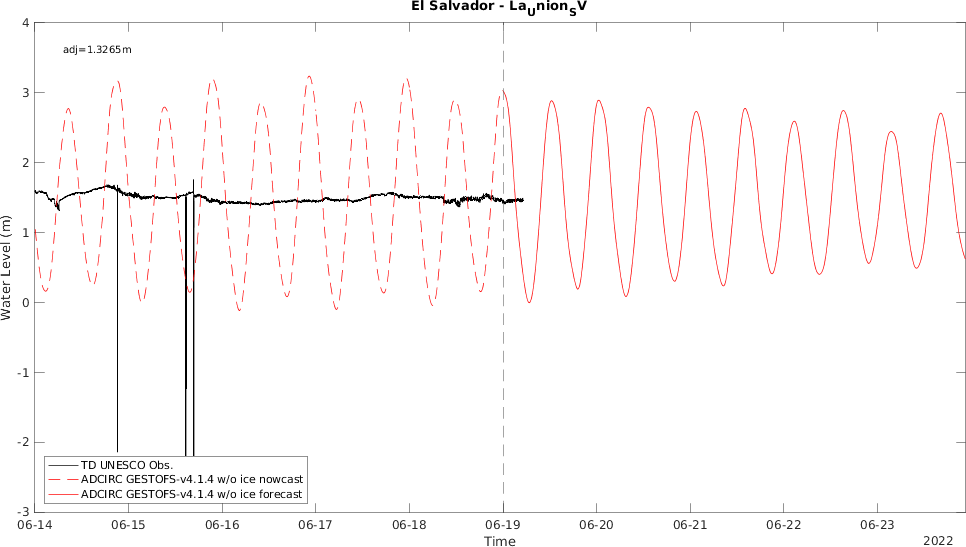 El Salvador - LaUnionSV
adj=1.3265m
4
3
2
1
0
-1
-2
-3
Water Level (m)
TD UNESCO Obs.
ADCIRC GESTOFS-v4.1.4 w/o ice nowcast
ADCIRC GESTOFS-v4.1.4 w/o ice forecast
06-14 06-15 06-16 06-17 06-18 06-19 06-20 06-21 06-22 06-23
Time
2022